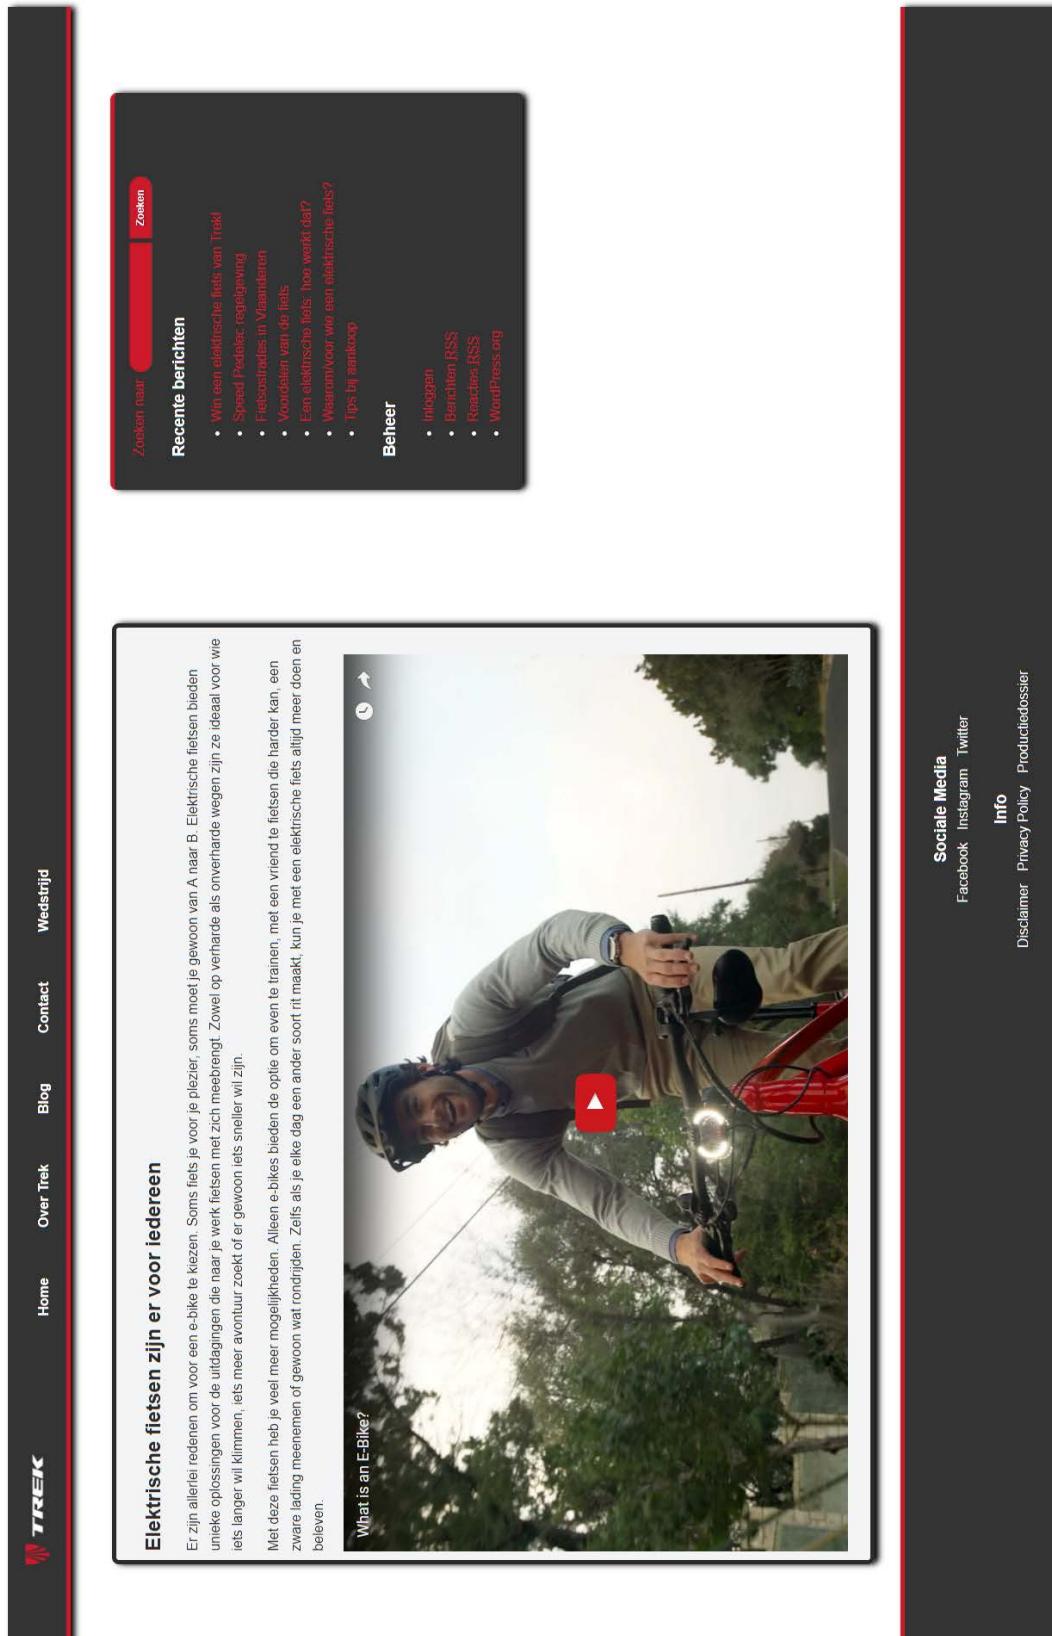 TREK
Home Over Trek Blog Contact Wedstrijd
Elektrische fietsen zijn er voor iedereen
Er zijn allerlei redenen om voor een e-bike te kiezen. Soms fiets je voor je plezier, soms moet je gewoon van A naar B. Elektrische fietsen bieden
unieke oplossingen voor de uitdagingen die naar je werk fietsen met zich meebrengt. Zowel op verharde als onverharde wegen zijn ze ideaal voor wie
iets langer wil klimmen, iets meer avontuur zoekt of er gewoon iets sneller wil zijn.
Met deze fietsen heb je veel meer mogelijkheden. Alleen e-bikes bieden de optie om even te trainen, met een vriend te fietsen die harder kan, een
zware lading meenemen of gewoon wat rondrijden. Zelfs als je elke dag een ander soort rit maakt, kun je met een elektrische fiets altijd meer doen en
beleven.
What is an E-Bike?
Zoeken naar Zoeken
Recente berichten
Win een elektrische fiets van Trek!
Speed Pedelec regelgeving
Fietsostrades in Vlaanderen
Voordelen van de fiets
Een elektrische fiets: hoe werkt dat?
Waarom/voor wie een elektrische fiets?
Tips bij aankoop
Beheer
Inloggen
Berichten RSS
Reacties RSS
WordPress.org
Sociale Media
Facebook Instagram Twitter
Info
Disclaimer Privacy Policy Productiedossier